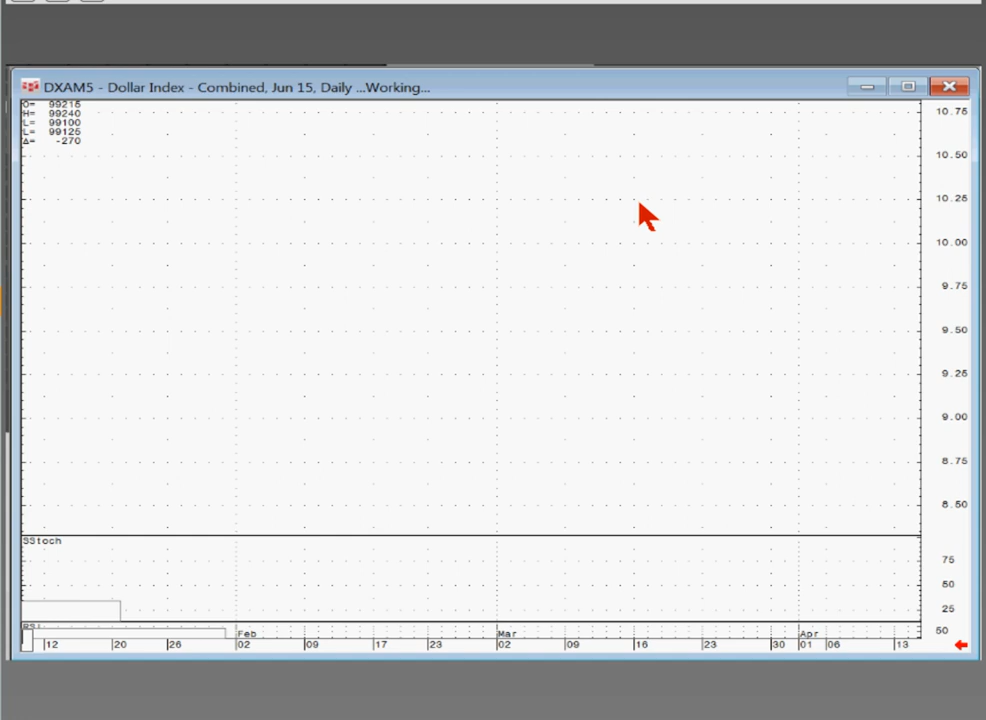 DXAM5 - Dollar Index - Combined, Jun 15, Daily ...Working...
O= 99215
H= 99240
L= 99100
L= 99125
Δ= -270
10.75
10.50
10.25
10.00
9.75
9.50
9.25
9.00
8.75
8.50
SStoch
75
50
25
RSI
50
Feb Mar Apr
12 20 26 02 09 17 23 02 09 16 23 30 01 06 13